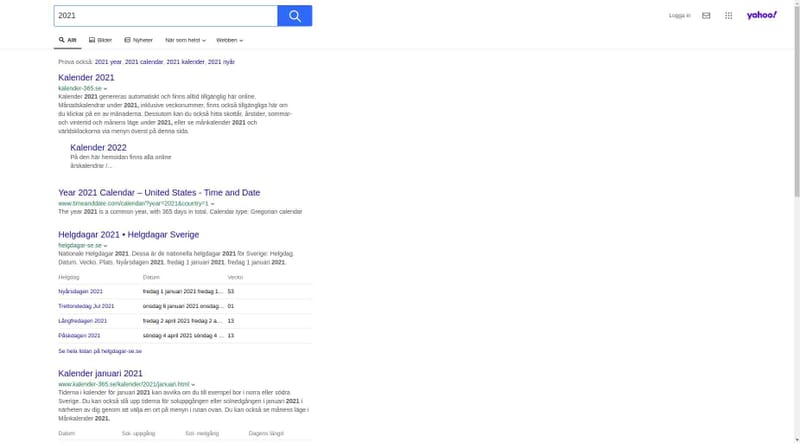 2021
Logga in
yahoo!
Allt
Bilder
Nyheter
När som helst
Webben
Prova också: 2021 year, 2021 calendar, 2021 kalender, 2021 nyår
Kalender 2021
kalender-365.se
Kalender 2021 genereras automatiskt och finns alltid tillgänglig här online.
Månadskalendrar under 2021, inklusive veckonummer, finns också tillgängliga här om
du klickar på en av månaderna. Dessutom kan du också hitta skottår, årstider, sommar-
och vintertid och månens läge under 2021, eller se månkalender 2021 och
världsklockorna via menyn överst på denna sida.
Kalender 2022
På den här hemsidan finns alla online
årskalendrar /...
Year 2021 Calendar – United States - Time and Date
www.timeanddate.com/calendar/?year=2021&country=1
The year 2021 is a common year, with 365 days in total. Calendar type: Gregorian calendar
Helgdagar 2021 • Helgdagar Sverige
helgdagar-se.se
Nationale Helgdagar 2021. Dessa är de nationella helgdagar 2021 för Sverige: Helgdag.
Datum. Vecko. Plats. Nyårsdagen 2021. fredag 1 januari 2021. fredag 1 januari 2021.
Helgdag Datum Vecko
Nyårsdagen 2021 fredag 1 januari 2021 fredag 1... 53
Trettondedag Jul 2021 onsdag 6 januari 2021 onsdag... 01
Långfredagen 2021 fredag 2 april 2021 fredag 2 a... 13
Påskdagen 2021 söndag 4 april 2021 söndag 4 ... 13
Se hela listan på helgdagar-se.se
Kalender januari 2021
www.kalender-365.se/kalender/2021/januari.html
Tiderna i kalender för januari 2021 kan avvika om du till exempel bor i norra eller södra
Sverige. Du kan också slå upp tiderna för soluppgången eller solnedgången i januari 2021 i
närheten av dig genom att välja en ort på menyn i rutan ovan. Du kan också se månens läge i
Månkalender 2021.
Datum Sol- uppgång Sol- nedgång Dagens längd